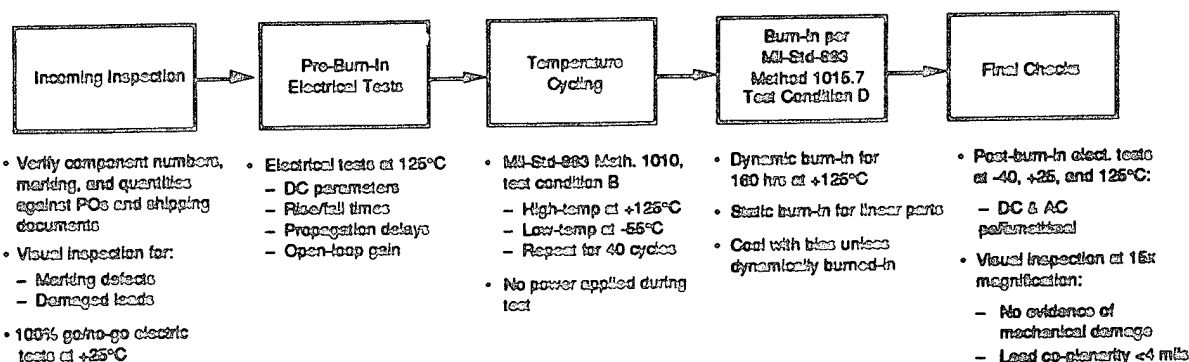 Incoming Inspection
Pre-Burn-In
Electrical Tests
Temperature
Cycling
Burn-In per
Mil-Std-883
Method 1015.7
Test Condition D
Final Checks
• Verify component numbers,
marking, and quantities
against POs and shipping
documents
• Visual inspection for:
– Marking defects
– Damaged leads
• 100% go/no-go electric
tests at +25°C
• Electrical tests at 125°C
– DC parameters
– Rise/fall times
– Propagation delays
– Open-loop gain
• Mil-Std-883 Meth. 1010,
test condition B
– High-temp at +125°C
– Low-temp at -55°C
– Repeat for 40 cycles
• No power applied during
test
• Dynamic burn-in for
160 hrs at +125°C
• Static burn-in for linear parts
• Cool with bias unless
dynamically burned-in
• Post-burn-in elect. tests
at -40, +25, and 125°C:
– DC & AC
• Visual inspection at 15x
magnification:
– No evidence of
mechanical damage
– Lead co-planarity <4 mils